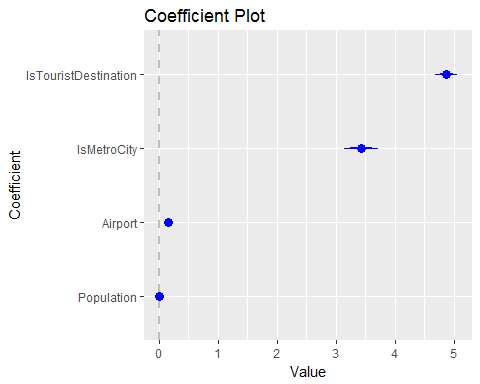 Coefficient Plot
IsTouristDestination
IsMetroCity
Airport
Population
Coefficient
0 1 2 3 4 5
Value